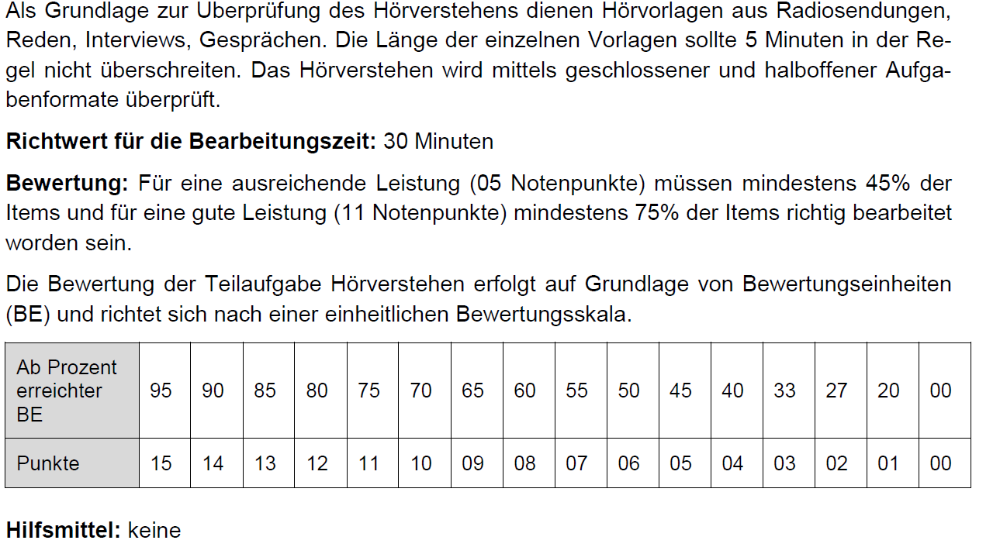 Als Grundlage zur Überprüfung des Hörverstehens dienen Hörvorlagen aus Radiosendungen,
Reden, Interviews, Gesprächen. Die Länge der einzelnen Vorlagen sollte 5 Minuten in der Re-
gel nicht überschreiten. Das Hörverstehen wird mittels geschlossener und halboffener Aufga-
benformate überprüft.
Richtwert für die Bearbeitungszeit: 30 Minuten
Bewertung: Für eine ausreichende Leistung (05 Notenpunkte) müssen mindestens 45% der
Items und für eine gute Leistung (11 Notenpunkte) mindestens 75% der Items richtig bearbeitet
worden sein.
Die Bewertung der Teilaufgabe Hörverstehen erfolgt auf Grundlage von Bewertungseinheiten
(BE) und richtet sich nach einer einheitlichen Bewertungsskala.
Ab Prozent
erreichter
BE
95 90 85 80 75 70 65 60 55 50 45 40 33 27 20 00
Punkte 15 14 13 12 11 10 09 08 07 06 05 04 03 02 01 00
Hilfsmittel: keine